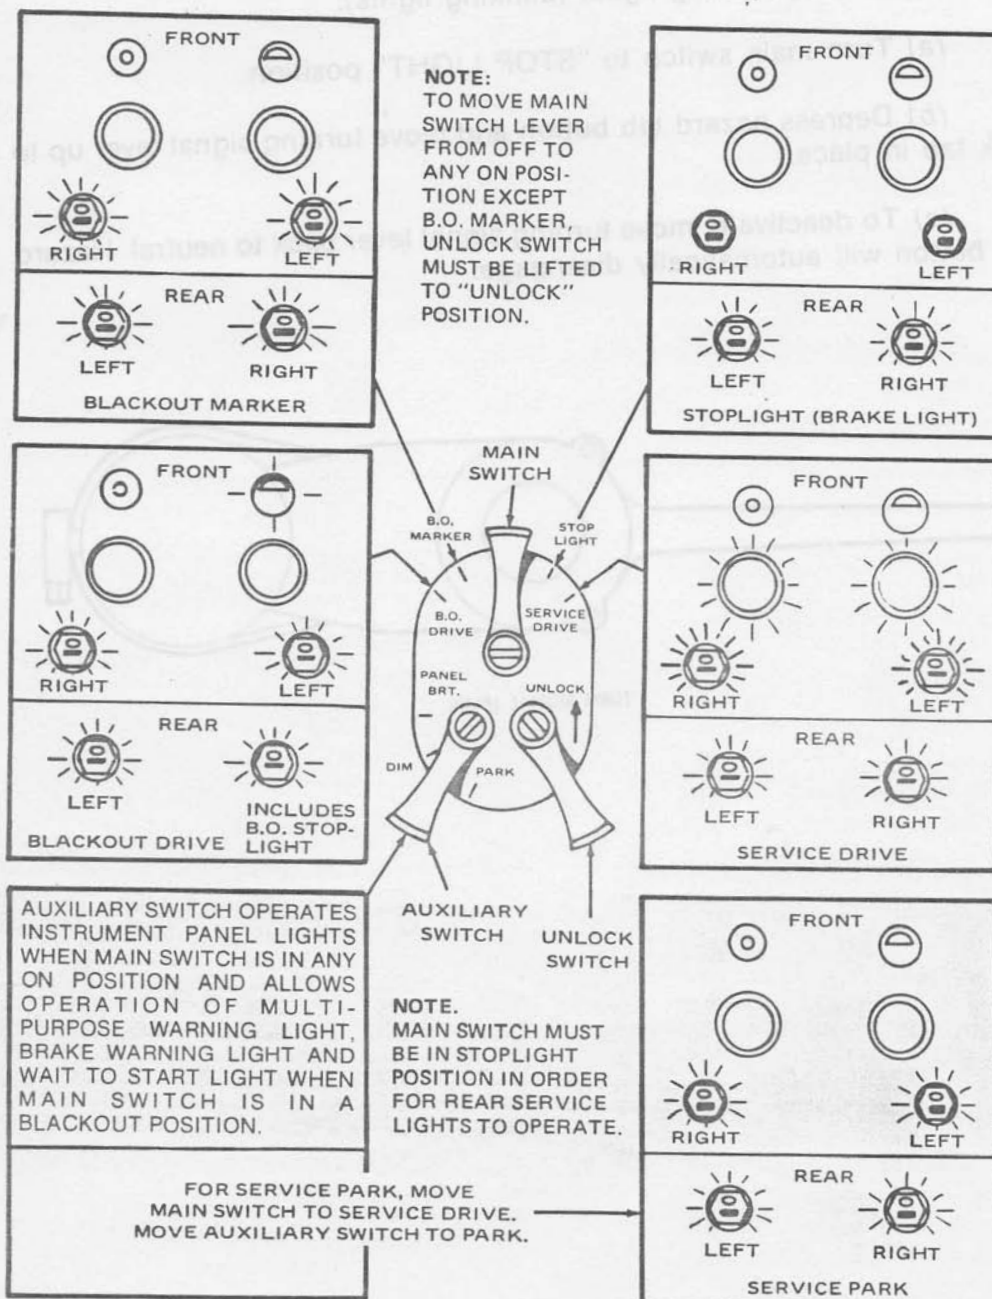 FRONT
RIGHT
LEFT
REAR
LEFT
RIGHT
BLACKOUT MARKER
NOTE:
TO MOVE MAIN
SWITCH LEVER
FROM OFF TO
ANY ON POSI-
TION EXCEPT
B.O. MARKER,
UNLOCK SWITCH
MUST BE LIFTED
TO "UNLOCK"
POSITION.
FRONT
RIGHT
LEFT
REAR
LEFT
RIGHT
STOPLIGHT (BRAKE LIGHT)
FRONT
RIGHT
LEFT
REAR
LEFT
INCLUDES
B.O. STOP-
LIGHT
BLACKOUT DRIVE
MAIN
SWITCH
B.O.
MARKER
STOP
LIGHT
B.O.
DRIVE
SERVICE
DRIVE
PANEL
BRT.
UNLOCK
DIM
PARK
AUXILIARY
SWITCH
UNLOCK
SWITCH
FRONT
RIGHT
LEFT
REAR
LEFT
RIGHT
SERVICE DRIVE
AUXILIARY SWITCH OPERATES
INSTRUMENT PANEL LIGHTS
WHEN MAIN SWITCH IS IN ANY
ON POSITION AND ALLOWS
OPERATION OF MULTI-
PURPOSE WARNING LIGHT,
BRAKE WARNING LIGHT AND
WAIT TO START LIGHT WHEN
MAIN SWITCH IS IN A
BLACKOUT POSITION.
NOTE.
MAIN SWITCH MUST
BE IN STOPLIGHT
POSITION IN ORDER
FOR REAR SERVICE
LIGHTS TO OPERATE.
FOR SERVICE PARK, MOVE
MAIN SWITCH TO SERVICE DRIVE.
MOVE AUXILIARY SWITCH TO PARK.
FRONT
RIGHT
LEFT
REAR
LEFT
RIGHT
SERVICE PARK